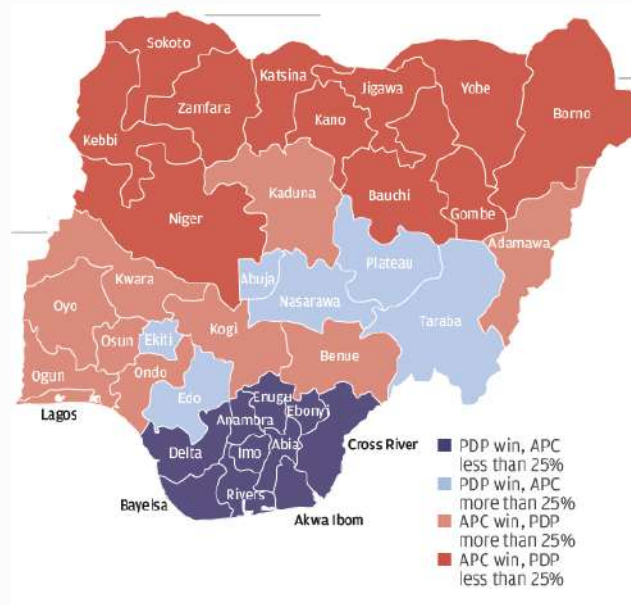 Sokoto
Katsina
Jigawa
Yobe
Borno
Zamfara
Kano
Kebbi
Kaduna
Bauchi
Niger
Gombe
Adamawa
Plateau
Abuja
Kwara
Nasarawa
Taraba
Oyo
Kogi
Osun
Ekiti
Benue
Ogun
Ondo
Edo
Lagos
Enugu
Ebonyi
Anambra
Cross River
Delta
Imo
Abia
Bayelsa
Rivers
Akwa Ibom
PDP win, APC
less than 25%
PDP win, APC
more than 25%
APC win, PDP
more than 25%
APC win, PDP
less than 25%